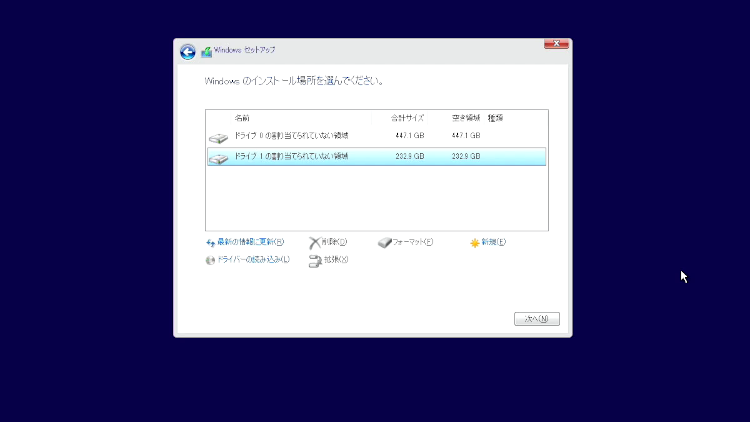 Windows セットアップ
Windows のインストール場所を選んでください。
名前 合計サイズ 空き領域 種類
ドライブ 0 の割り当てられていない領域 447.1 GB 447.1 GB
ドライブ 1 の割り当てられていない領域 232.9 GB 232.9 GB
最新の情報に更新(R) 削除(D) フォーマット(F) 新規(E)
ドライバーの読み込み(L) 拡張(X)
次へ(N)